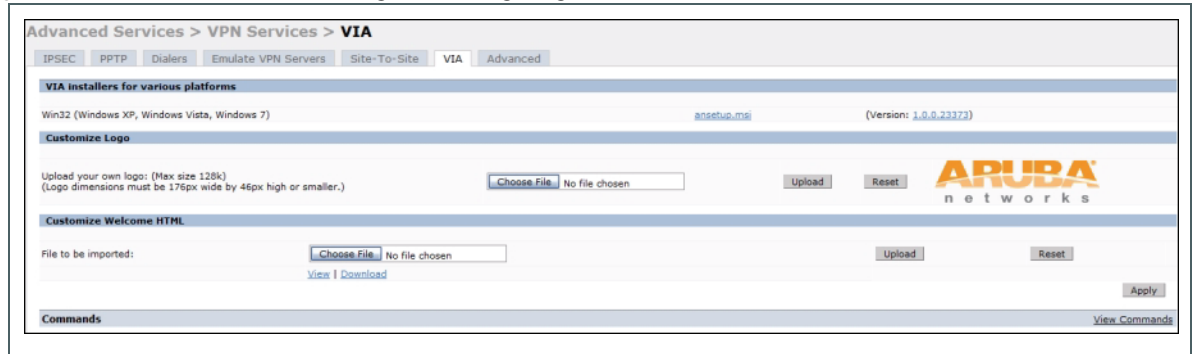 Advanced Services > VPN Services > VIA
IPSEC PPTP Dialers Emulate VPN Servers Site-To-Site VIA Advanced
VIA installers for various platforms
Win32 (Windows XP, Windows Vista, Windows 7) ansetup.msi (Version: 1.0.0.23373)
Customize Logo
Upload your own logo: (Max size 128k)
(Logo dimensions must be 176px wide by 46px high or smaller.) Choose File No file chosen Upload Reset
ARUBA
networks
Customize Welcome HTML
File to be imported: Choose File No file chosen Upload Reset
View | Download
Apply
Commands View Commands